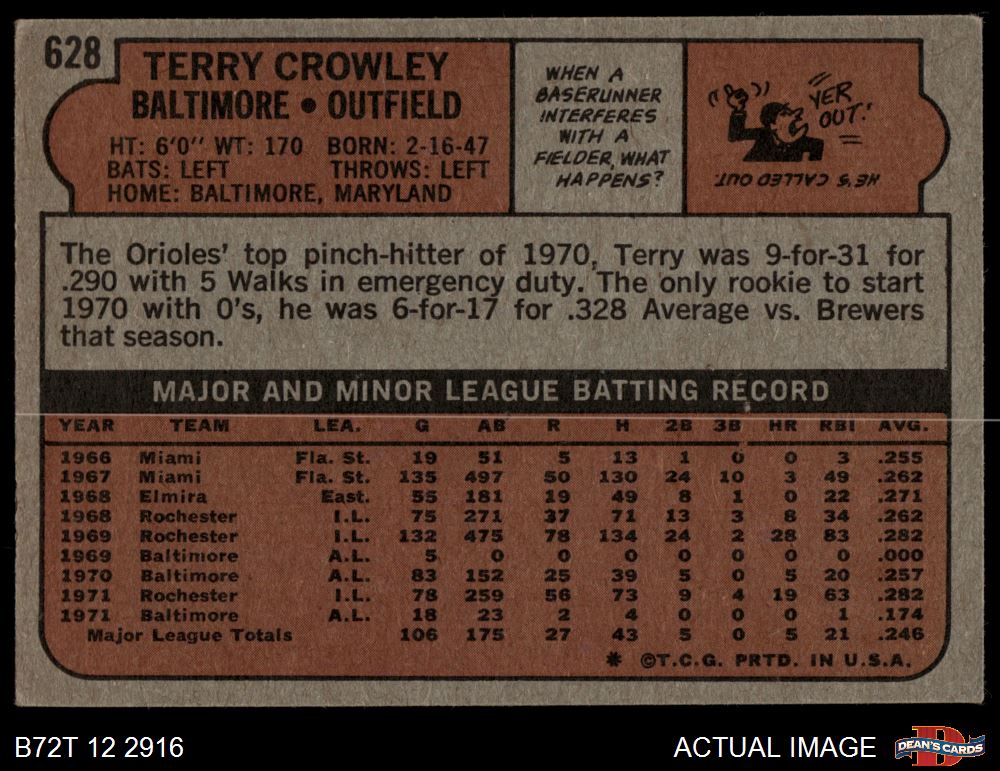 628
TERRY CROWLEY
BALTIMORE • OUTFIELD
HT: 6'0" WT: 170 BORN: 2-16-47
BATS: LEFT THROWS: LEFT
HOME: BALTIMORE, MARYLAND
WHEN A
BASERUNNER
INTERFERES
WITH A
FIELDER, WHAT
HAPPENS?
YER
OUT!
HE'S CALLED OUT.
The Orioles' top pinch-hitter of 1970, Terry was 9-for-31 for
.290 with 5 Walks in emergency duty. The only rookie to start
1970 with O's, he was 6-for-17 for .328 Average vs. Brewers
that season.
MAJOR AND MINOR LEAGUE BATTING RECORD
YEAR TEAM LEA. G AB R H 2B 3B HR RBI AVG.
1966 Miami Fla. St. 19 51 5 13 1 0 0 3 .255
1967 Miami Fla. St. 135 497 50 130 24 10 3 49 .262
1968 Elmira East. 55 181 19 49 8 1 0 22 .271
1968 Rochester I.L. 75 271 37 71 13 3 8 34 .262
1969 Rochester I.L. 132 475 78 134 24 2 28 83 .282
1969 Baltimore A.L. 5 0 0 0 0 0 0 0 .000
1970 Baltimore A.L. 83 152 25 39 5 0 5 20 .257
1971 Rochester I.L. 78 259 56 73 9 4 19 63 .282
1971 Baltimore A.L. 18 23 2 4 0 0 0 1 .174
Major League Totals 106 175 27 43 5 0 5 21 .246
* ©T.C.G. PRTD. IN U.S.A.
B72T 12 2916
ACTUAL IMAGE
DEAN'S CARDS